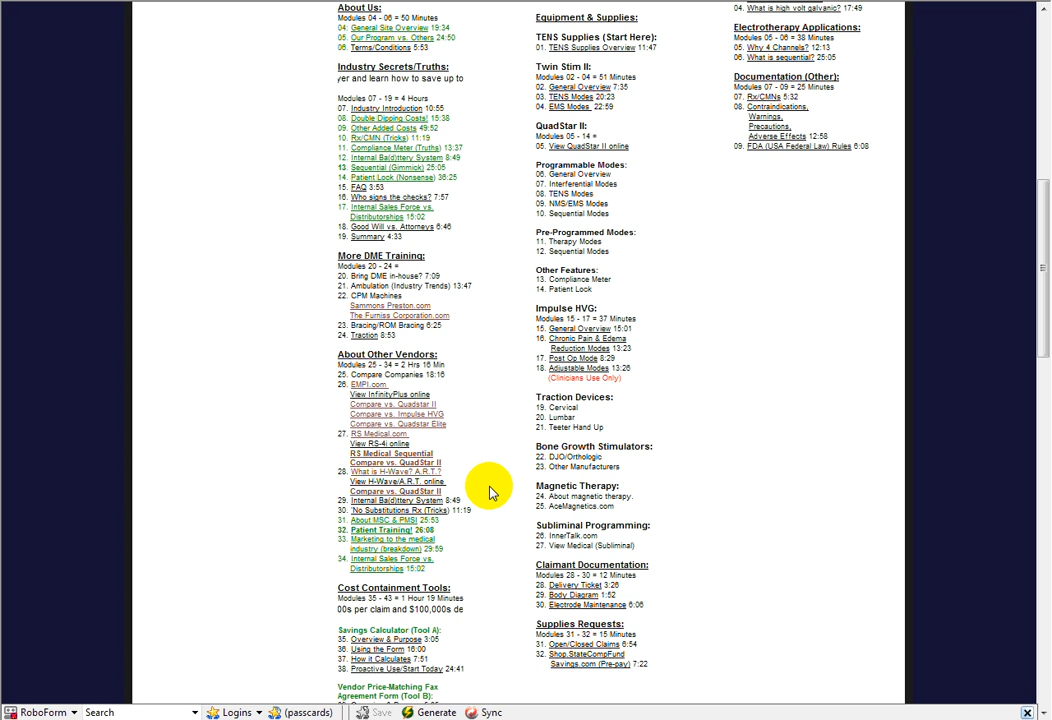 About Us:
Modules 04 - 06 = 50 Minutes
04: General Site Overview 19:34
05. Our Program vs. Others 24:50
06. Terms/Conditions 5:53
Industry Secrets/Truths:
yer and learn how to save up to
Modules 07 - 19 = 4 Hours
07. Industry Introduction 10:55
08. Double Dipping Costs! 15:38
09. Other Added Costs 49:52
10. Rx/CMN (Tricks) 11:19
11. Compliance Meter (Truths) 13:37
12. Internal Ba(d)ttery System 8:49
13. Sequential (Gimmick) 25:05
14. Patient Lock (Nonsense) 36:25
15. FAQ 3:53
16. Who signs the checks? 7:57
17. Internal Sales Force vs.
Distributorships 15:02
18. Good Will vs. Attorneys 6:46
19. Summary 4:33
More DME Training:
Modules 20 - 24 =
20. Bring DME in-house? 7:09
21. Ambulation (Industry Trends) 13:47
22. CPM Machines
Sammons Preston.com
The Furniss Corporation.com
23. Bracing/ROM Bracing 6:25
24. Traction 8:53
About Other Vendors:
Modules 25 - 34 = 2 Hrs 16 Min
25. Compare Companies 18:16
26. EMPI.com
View InfinityPlus online
Compare vs. Quadstar II
Compare vs. Impulse HVG
Compare vs. Quadstar Elite
27. RS Medical.com
View RS-4i online
RS Medical Sequential
Compare vs. QuadStar II
28. What is H-Wave? A.R.T.?
View H-Wave/A.R.T. online
Compare vs. QuadStar II
29. Internal Ba(d)ttery System 8:49
30. 'No Substitutions Rx (Tricks) 11:19
31. About MSC & PMSI 25:53
32. Patient Training! 26:08
33. Marketing to the medical
industry (breakdown) 29:59
34. Internal Sales Force vs.
Distributorships 15:02
Cost Containment Tools:
Modules 35 - 43 = 1 Hour 19 Minutes
00s per claim and $100,000s de
Savings Calculator (Tool A):
35. Overview & Purpose 3:05
36. Using the Form 16:00
37. How it Calculates 7:51
38. Proactive Use/Start Today 24:41
Vendor Price-Matching Fax
Agreement Form (Tool B):
Equipment & Supplies:
TENS Supplies (Start Here):
01. TENS Supplies Overview 11:47
Twin Stim II:
Modules 02 - 04 = 51 Minutes
02. General Overview 7:35
03. TENS Modes 20:23
04. EMS Modes 22:59
QuadStar II:
Modules 05 - 14 =
05. View QuadStar II online
Programmable Modes:
06. General Overview
07. Interferential Modes
08. TENS Modes
09. NMS/EMS Modes
10. Sequential Modes
Pre-Programmed Modes:
11. Therapy Modes
12. Sequential Modes
Other Features:
13. Compliance Meter
14. Patient Lock
Impulse HVG:
Modules 15 - 17 = 37 Minutes
15. General Overview 15:01
16. Chronic Pain & Edema
Reduction Modes 13:23
17. Post Op Mode 8:29
18. Adjustable Modes 13:26
(Clinicians Use Only)
Traction Devices:
19. Cervical
20. Lumbar
21. Teeter Hand Up
Bone Growth Stimulators:
22. DJO/Orthologic
23. Other Manufacturers
Magnetic Therapy:
24. About magnetic therapy.
25. AceMagnetics.com
Subliminal Programming:
26. InnerTalk.com
27. View Medical (Subliminal)
Claimant Documentation:
Modules 28 - 30 = 12 Minutes
28. Delivery Ticket 3:26
29. Body Diagram 1:52
30. Electrode Maintenance 6:06
Supplies Requests:
Modules 31 - 32 = 15 Minutes
31. Open/Closed Claims 6:54
32. Shop.StateCompFund
Savings.com (Pre-pay) 7:22
04. What is high volt galvanic? 17:49
Electrotherapy Applications:
Modules 05 - 06 = 38 Minutes
05. Why 4 Channels? 12:13
06. What is sequential? 25:05
Documentation (Other):
Modules 07 - 09 = 25 Minutes
07. Rx/CMNs 5:32
08. Contraindications,
Warnings,
Precautions,
Adverse Effects 12:58
09. FDA (USA Federal Law) Rules 6:08
RoboForm Search Logins (passcards) Save Generate Sync